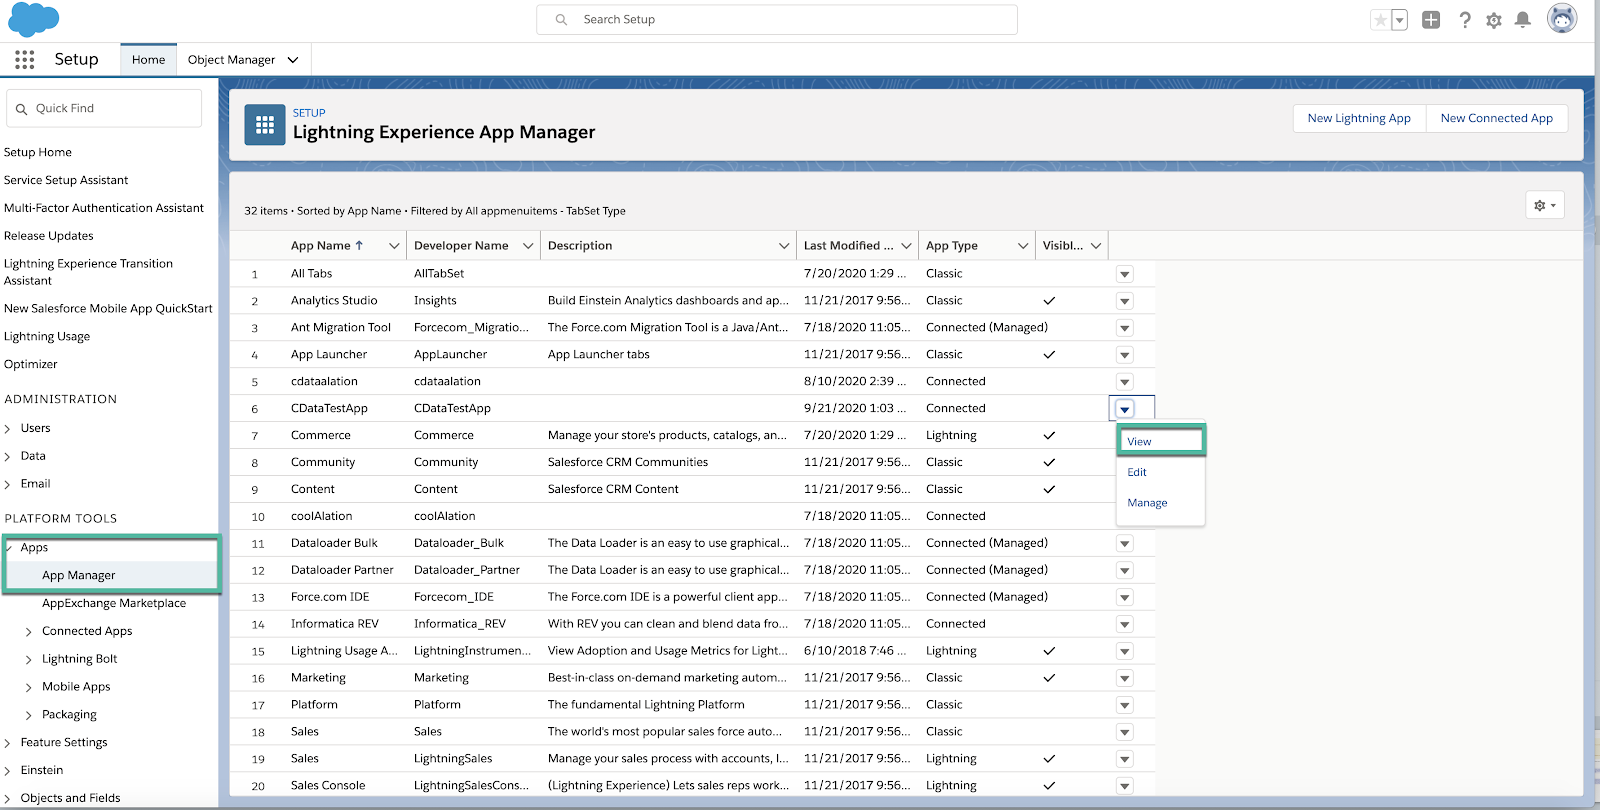 Search Setup
Setup
Home
Object Manager
Quick Find
Setup Home
Service Setup Assistant
Multi-Factor Authentication Assistant
Release Updates
Lightning Experience Transition
Assistant
New Salesforce Mobile App QuickStart
Lightning Usage
Optimizer
ADMINISTRATION
Users
Data
Email
PLATFORM TOOLS
Apps
App Manager
AppExchange Marketplace
Connected Apps
Lightning Bolt
Mobile Apps
Packaging
Feature Settings
Einstein
Objects and Fields
SETUP
Lightning Experience App Manager
New Lightning App
New Connected App
32 items • Sorted by App Name • Filtered by All appmenuitems - TabSet Type
App Name ↑ Developer Name Description Last Modified ... App Type Visibl...
1 All Tabs AllTabSet 7/20/2020 1:29 ... Classic
2 Analytics Studio Insights Build Einstein Analytics dashboards and ap... 11/21/2017 9:56... Classic ✓
3 Ant Migration Tool Forcecom_Migratio... The Force.com Migration Tool is a Java/Ant... 7/18/2020 11:05... Connected (Managed)
4 App Launcher AppLauncher App Launcher tabs 11/21/2017 9:56... Classic ✓
5 cdataalation cdataalation 8/10/2020 2:39 ... Connected
6 CDataTestApp CDataTestApp 9/21/2020 1:03 ... Connected
7 Commerce Commerce Manage your store's products, catalogs, an... 7/20/2020 1:29 ... Lightning ✓
8 Community Community Salesforce CRM Communities 11/21/2017 9:56... Classic ✓
9 Content Content Salesforce CRM Content 11/21/2017 9:56... Classic ✓
10 coolAlation coolAlation 7/18/2020 11:05... Connected
11 Dataloader Bulk Dataloader_Bulk The Data Loader is an easy to use graphical... 7/18/2020 11:05... Connected (Managed)
12 Dataloader Partner Dataloader_Partner The Data Loader is an easy to use graphical... 7/18/2020 11:05... Connected (Managed)
13 Force.com IDE Forcecom_IDE The Force.com IDE is a powerful client app... 7/18/2020 11:05... Connected (Managed)
14 Informatica REV Informatica_REV With REV you can clean and blend data fro... 7/18/2020 11:05... Connected
15 Lightning Usage A... LightningInstrumen... View Adoption and Usage Metrics for Light... 6/10/2018 7:46 ... Lightning ✓
16 Marketing Marketing Best-in-class on-demand marketing autom... 11/21/2017 9:56... Classic ✓
17 Platform Platform The fundamental Lightning Platform 11/21/2017 9:56... Classic
18 Sales Sales The world's most popular sales force auto... 11/21/2017 9:56... Classic
19 Sales LightningSales Manage your sales process with accounts, l... 11/21/2017 9:56... Lightning ✓
20 Sales Console LightningSalesCons... (Lightning Experience) Lets sales reps work... 11/21/2017 9:56... Lightning ✓
View
Edit
Manage